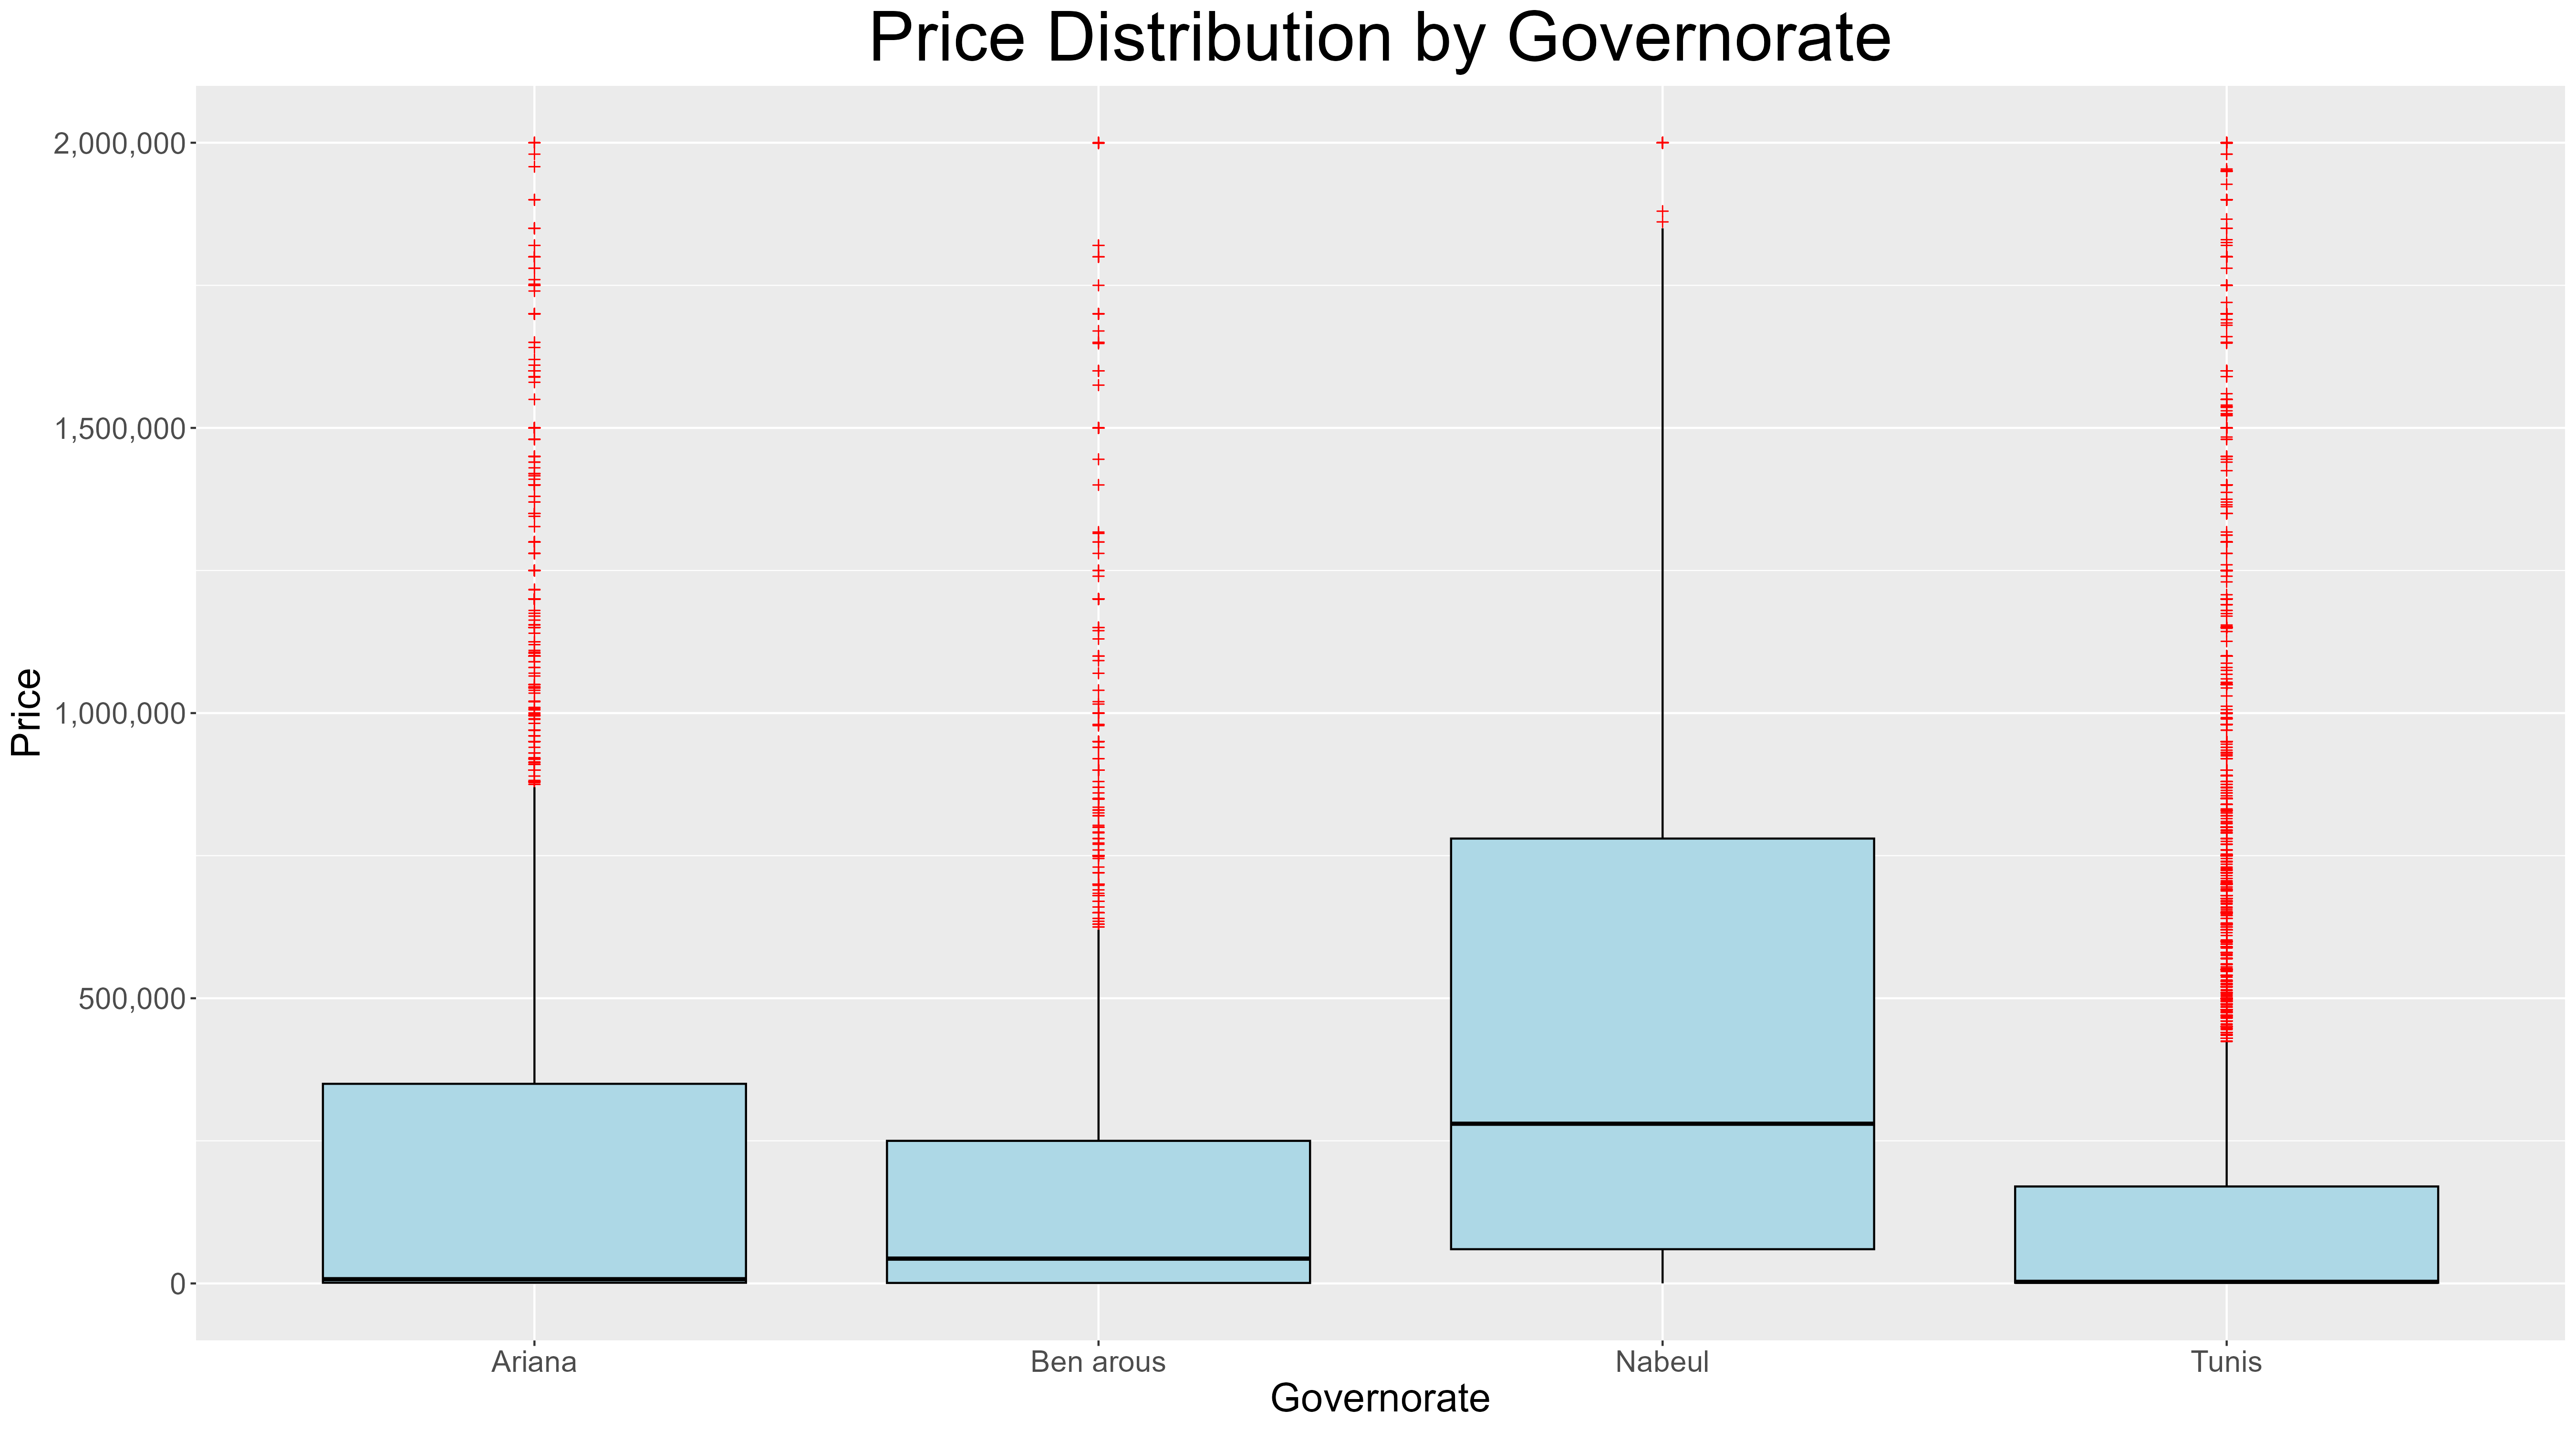 Price Distribution by Governorate
Price
2,000,000
1,500,000
1,000,000
500,000
0
Ariana
Ben arous
Nabeul
Tunis
Governorate